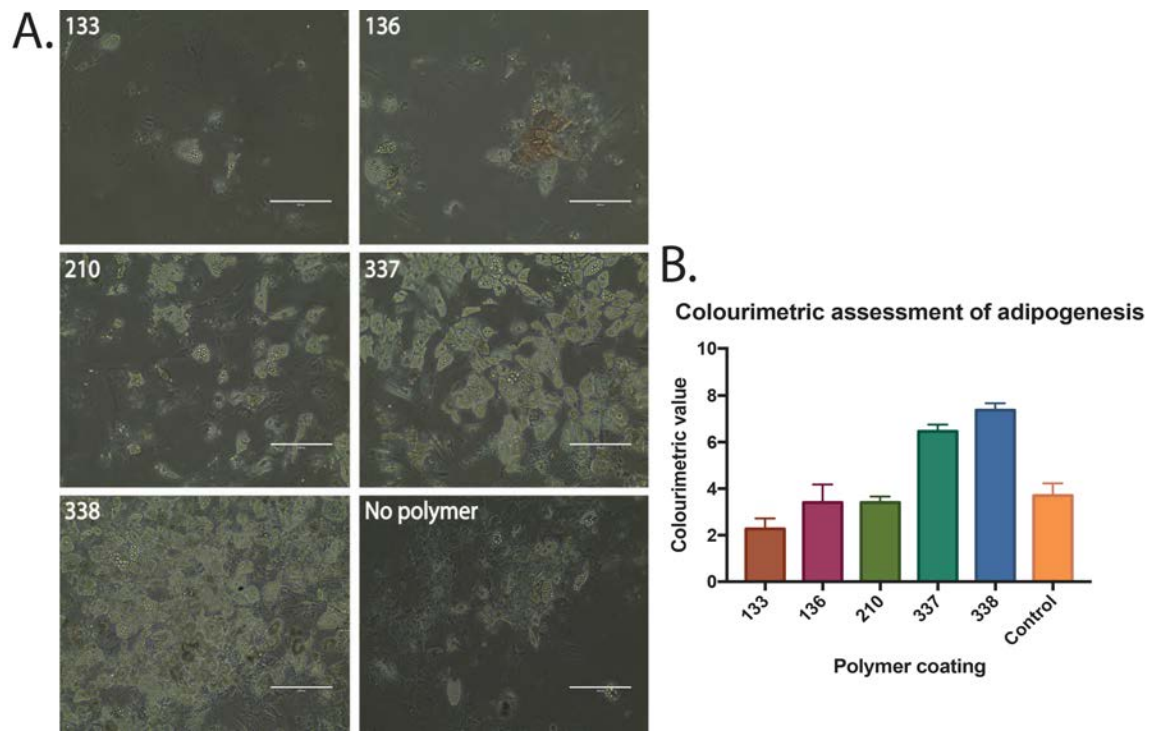 A.
133
136
210
337
338
No polymer
B.
Colourimetric assessment of adipogenesis
Colourimetric value
10
8
6
4
2
0
133
136
210
337
338
Control
Polymer coating